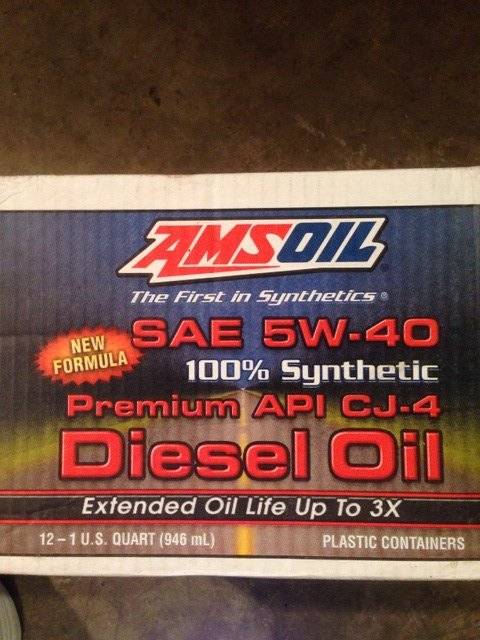 AMSOIL
The First in Synthetics®
NEW
FORMULA
SAE 5W-40
100% Synthetic
Premium API CJ-4
Diesel Oil
Extended Oil Life Up To 3X
12 – 1 U.S. QUART (946 mL) PLASTIC CONTAINERS